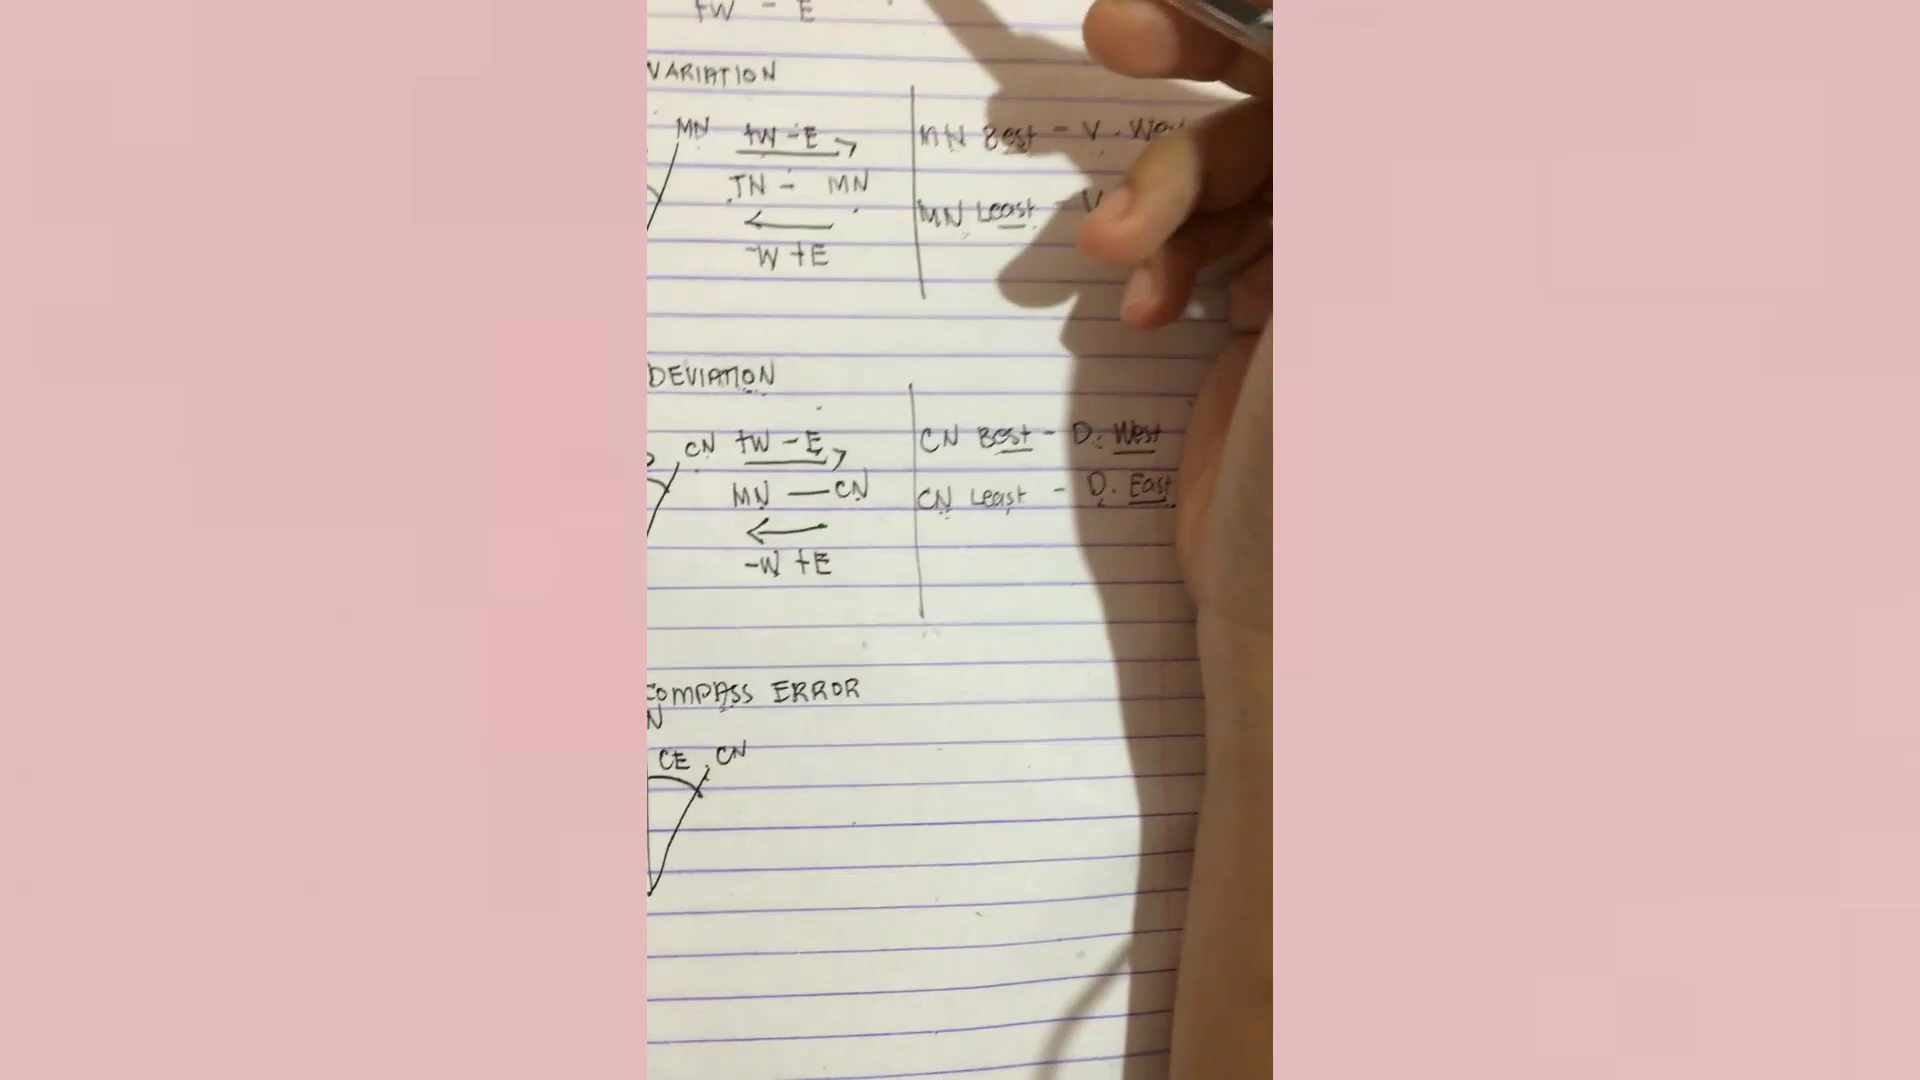 +W - E
VARIATION
MN +W - E MN Best - V. West
TN - MN
MN Least - V
-W +E
DEVIATION
CN +W - E CN Best - D. West
MN — CN CN Least - D. East
-W +E
COMPASS ERROR
N
CE CN